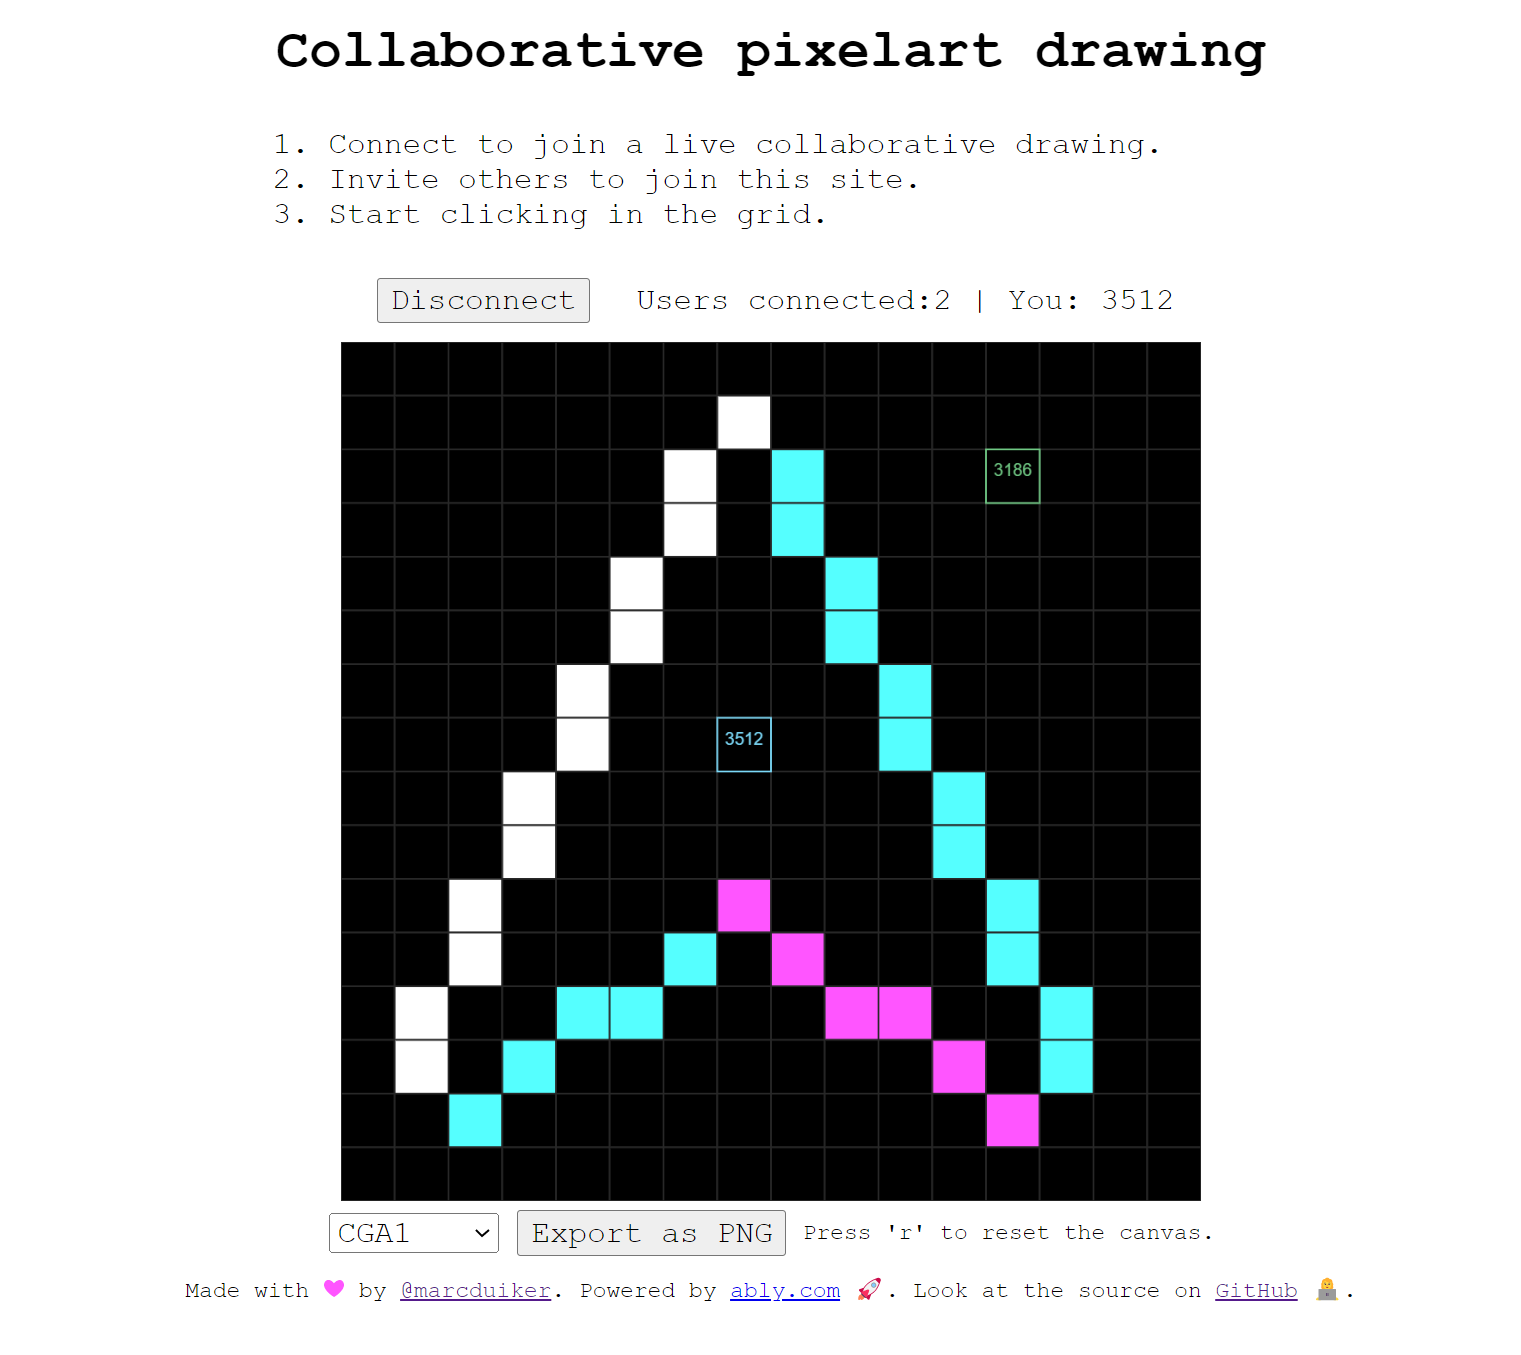 Collaborative pixelart drawing
1. Connect to join a live collaborative drawing.
2. Invite others to join this site.
3. Start clicking in the grid.
Disconnect Users connected:2 | You: 3512
3186
3512
CGA1 Export as PNG Press 'r' to reset the canvas.
Made with 💜 by @marcduiker. Powered by ably.com 🚀. Look at the source on GitHub 👩‍💻.